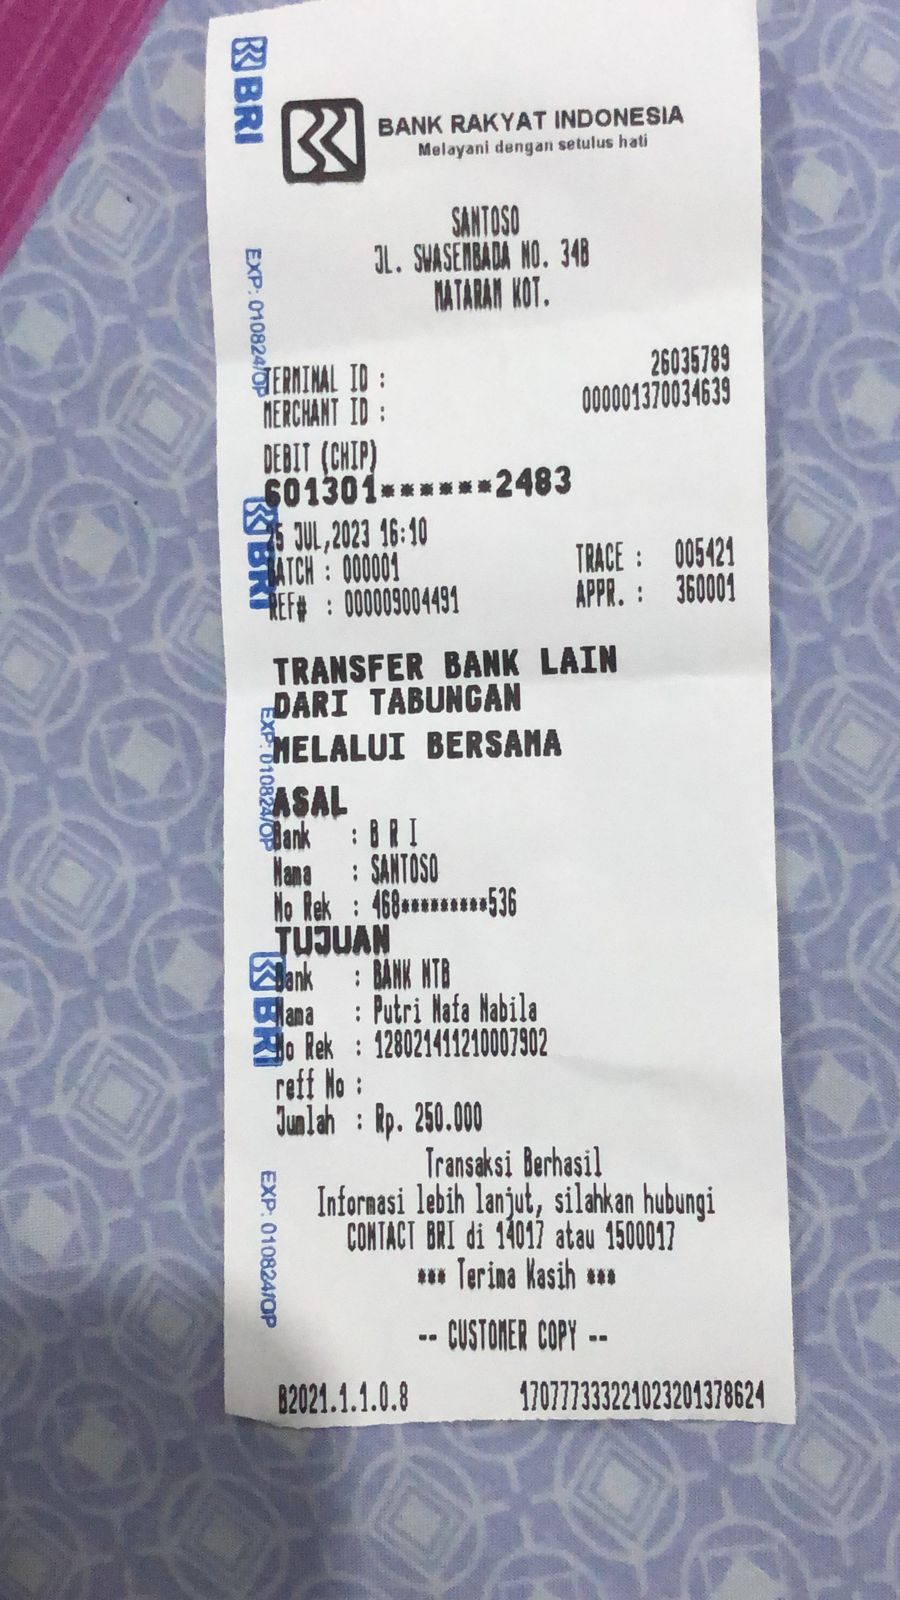 BRI
BANK RAKYAT INDONESIA
Melayani dengan setulus hati
SANTOSO
JL. SWASEMBADA NO. 34B
MATARAM KOT.
EXP: 010824/OP
TERMINAL ID : 26035789
MERCHANT ID : 000001370034639
DEBIT (CHIP)
601301******2483
BRI
25 JUL,2023 16:10
BATCH : 000001 TRACE : 005421
REF# : 000009004491 APPR. : 360001
TRANSFER BANK LAIN
DARI TABUNGAN
MELALUI BERSAMA
EXP: 010824/OP
ASAL
Bank : B R I
Nama : SANTOSO
No Rek : 468*********536
TUJUAN
BRI
Bank : BANK NTB
Nama : Putri Nafa Nabila
No Rek : 128021411210007902
reff No :
Jumlah : Rp. 250.000
Transaksi Berhasil
Informasi lebih lanjut, silahkan hubungi
CONTACT BRI di 14017 atau 1500017
*** Terima Kasih ***
EXP: 010824/OP
-- CUSTOMER COPY --
B2021.1.1.0.8 170777333221023201378624